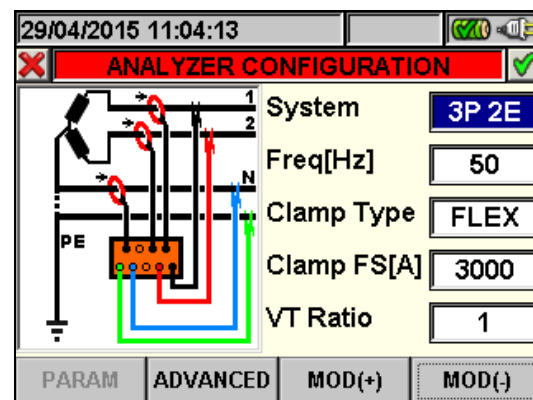 29/04/2015 11:04:13
ANALYZER CONFIGURATION
1
2
N
PE
System 3P 2E
Freq[Hz] 50
Clamp Type FLEX
Clamp FS[A] 3000
VT Ratio 1
PARAM ADVANCED MOD(+) MOD(-)